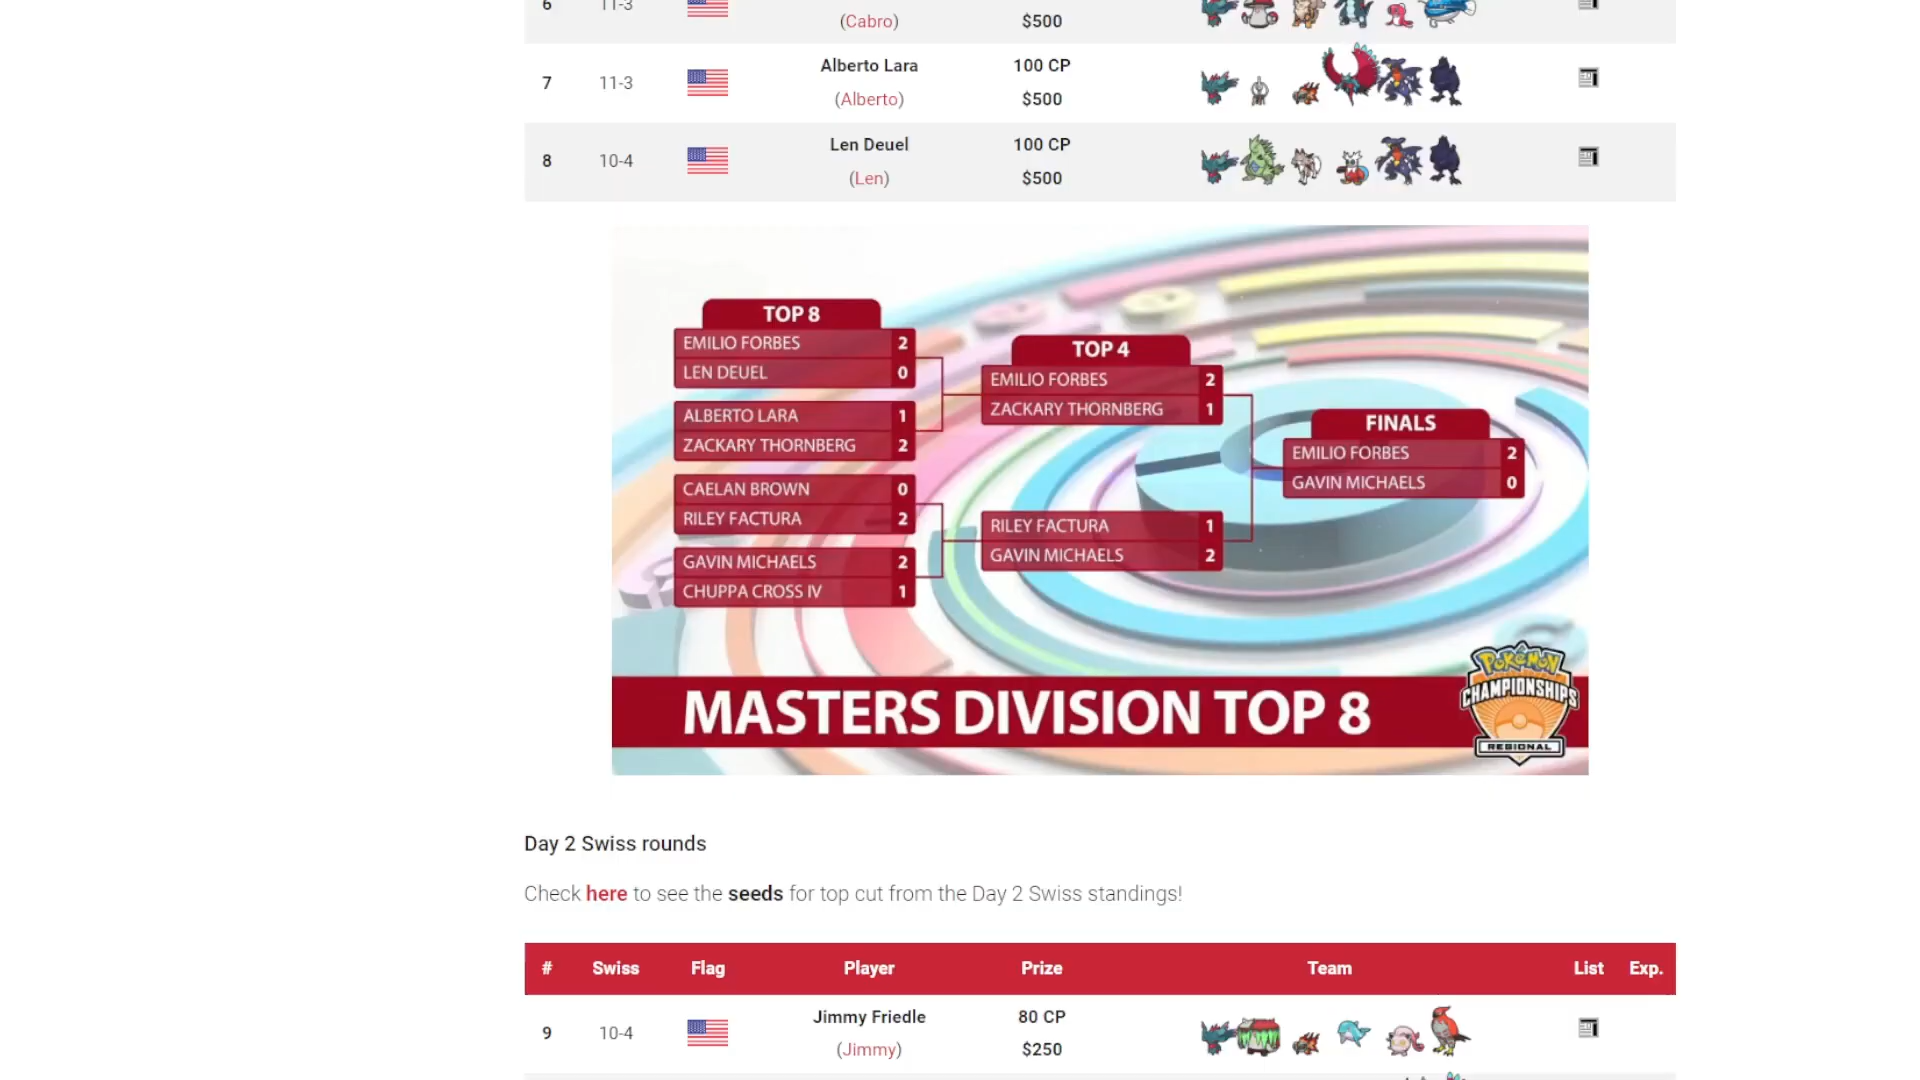 6 11-3 (Cabro) $500
Alberto Lara 100 CP
7 11-3
(Alberto) $500
Len Deuel 100 CP
8 10-4
(Len) $500
TOP 8
EMILIO FORBES 2
LEN DEUEL 0
ALBERTO LARA 1
ZACKARY THORNBERG 2
CAELAN BROWN 0
RILEY FACTURA 2
GAVIN MICHAELS 2
CHUPPA CROSS IV 1
TOP 4
EMILIO FORBES 2
ZACKARY THORNBERG 1
RILEY FACTURA 1
GAVIN MICHAELS 2
FINALS
EMILIO FORBES 2
GAVIN MICHAELS 0
MASTERS DIVISION TOP 8
POKéMON
CHAMPIONSHIPS
REGIONAL
Day 2 Swiss rounds
Check here to see the seeds for top cut from the Day 2 Swiss standings!
# Swiss Flag Player Prize Team List Exp.
Jimmy Friedle 80 CP
9 10-4
(Jimmy) $250